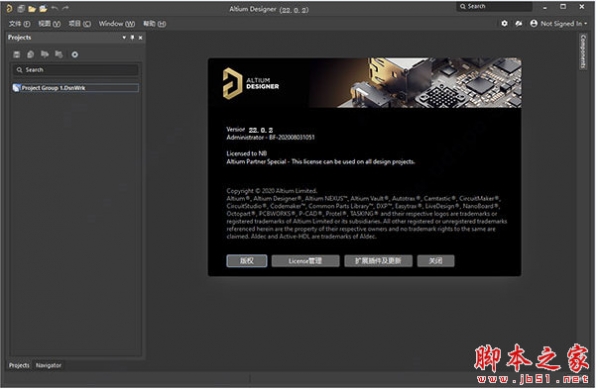 Altium Designer (22.0.2)
Search
文件 (F) 视图 (V) 项目 (C) Window (W) 帮助 (H)
Not Signed In
Projects
Search
Project Group 1.DsnWrk
Components
ALTIUM
DESIGNER
Version 22.0.2
Administrator - BF-202008031051
Licensed to NB
Altium Partner Special - This license can be used on all design projects.
Copyright © 2020 Altium Limited.
Altium®, Altium Designer®, Altium NEXUS™, Altium Vault®, Autotrax®, Camtastic®, CircuitMaker®,
CircuitStudio®, Codemaker™, Common Parts Library™, DXP™, Easytrax®, LiveDesign®, NanoBoard®,
Octopart®, PCBWORKS®, P-CAD®, Protel®, TASKING® and their respective logos are trademarks or
registered trademarks of Altium Limited or its subsidiaries. All other registered or unregistered trademarks
referenced herein are the property of their respective owners and no trademark rights to the same are
claimed. Aldec and Active-HDL are trademarks of Aldec.
版权 License管理 扩展插件及更新 关闭
Projects Navigator
脚本之家
www.jb51.net